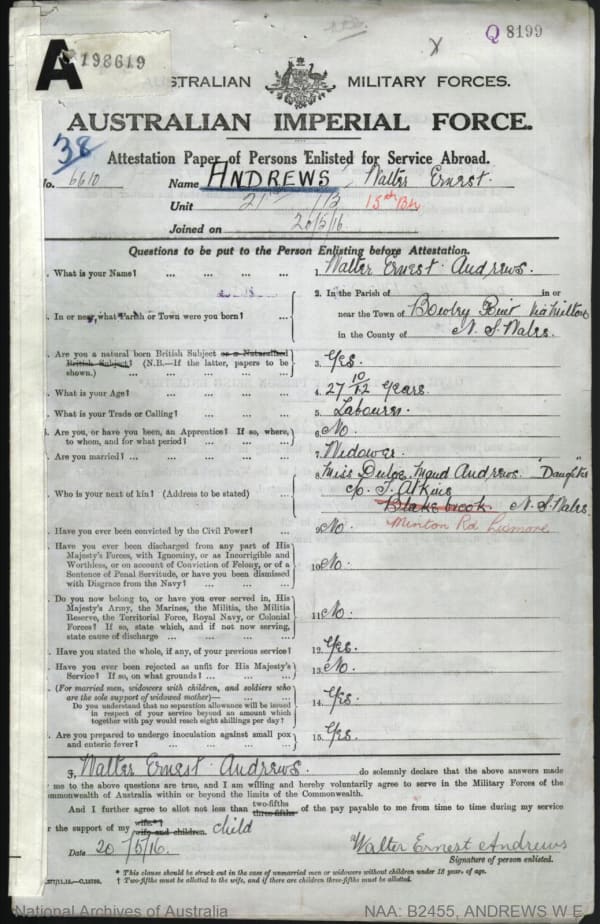 A 198619
Q 8199
X
AUSTRALIAN MILITARY FORCES.
AUSTRALIAN IMPERIAL FORCE.
38
Attestation Paper of Persons Enlisted for Service Abroad.
No. 6610 Name ANDREWS, Walter Ernest.
Unit 21st /13 15th Bn
Joined on 20/5/16
Questions to be put to the Person Enlisting before Attestation.
. What is your Name? ... ... ... ... 1. Walter Ernest Andrews.
2. In the Parish of in or
. In or near what Parish or Town were you born? ... near the Town of via Milton
in the County of N. S. Wales.
. Are you a natural born British Subject or a Naturalized
British Subject? (N.B.—If the latter, papers to be
shown.) ... ... ... ... ... 3. Yes.
. What is your Age? ... ... ... ... 4. 27 10/12 Years.
. What is your Trade or Calling? ... ... ... 5. Labourer.
. Are you, or have you been, an Apprentice? If so, where,
to whom, and for what period? ... ... ... 6. No
. Are you married? ... ... ... ... ... 7. Widower.
. Who is your next of kin? (Address to be stated) ... 8. Miss Maud Andrews. "Daughter"
c/o Atkins
Blakebrook N. S. Wales.
Minton Rd Lismore
. Have you ever been convicted by the Civil Power? ... 9. No.
. Have you ever been discharged from any part of His
Majesty's Forces, with Ignominy, or as Incorrigible and
Worthless, or on account of Conviction of Felony, or of a
Sentence of Penal Servitude, or have you been dismissed
with Disgrace from the Navy? ... ... ... 10. No.
. Do you now belong to, or have you ever served in, His
Majesty's Army, the Marines, the Militia, the Militia
Reserve, the Territorial Force, Royal Navy, or Colonial
Forces? If so, state which, and if not now serving,
state cause of discharge ... ... ... ... 11. No.
. Have you stated the whole, if any, of your previous service? 12. Yes.
. Have you ever been rejected as unfit for His Majesty's
Service? If so, on what grounds? ... ... ... 13. No.
. (For married men, widowers with children, and soldiers who
are the sole support of widowed mother)—
Do you understand that no separation allowance will be issued
in respect of your service beyond an amount which
together with pay would reach eight shillings per day? 14. Yes.
. Are you prepared to undergo inoculation against small pox
and enteric fever? ... ... ... ... 15. Yes.
I, Walter Ernest Andrews. do solemnly declare that the above answers made
me to the above questions are true, and I am willing and hereby voluntarily agree to serve in the Military Forces of the
ommonwealth of Australia within or beyond the limits of the Commonwealth.
And I further agree to allot not less than two-fifths three-fifths of the pay payable to me from time to time during my service
r the support of my wife*† wife and children. child
Date 20/5/16. Walter Ernest Andrews
Signature of person enlisted.
* This clause should be struck out in the case of unmarried men or widowers without children under 18 years of age.
† Two-fifths must be allotted to the wife, and if there are children three-fifths must be allotted.
National Archives of Australia NAA: B2455, ANDREWS W E